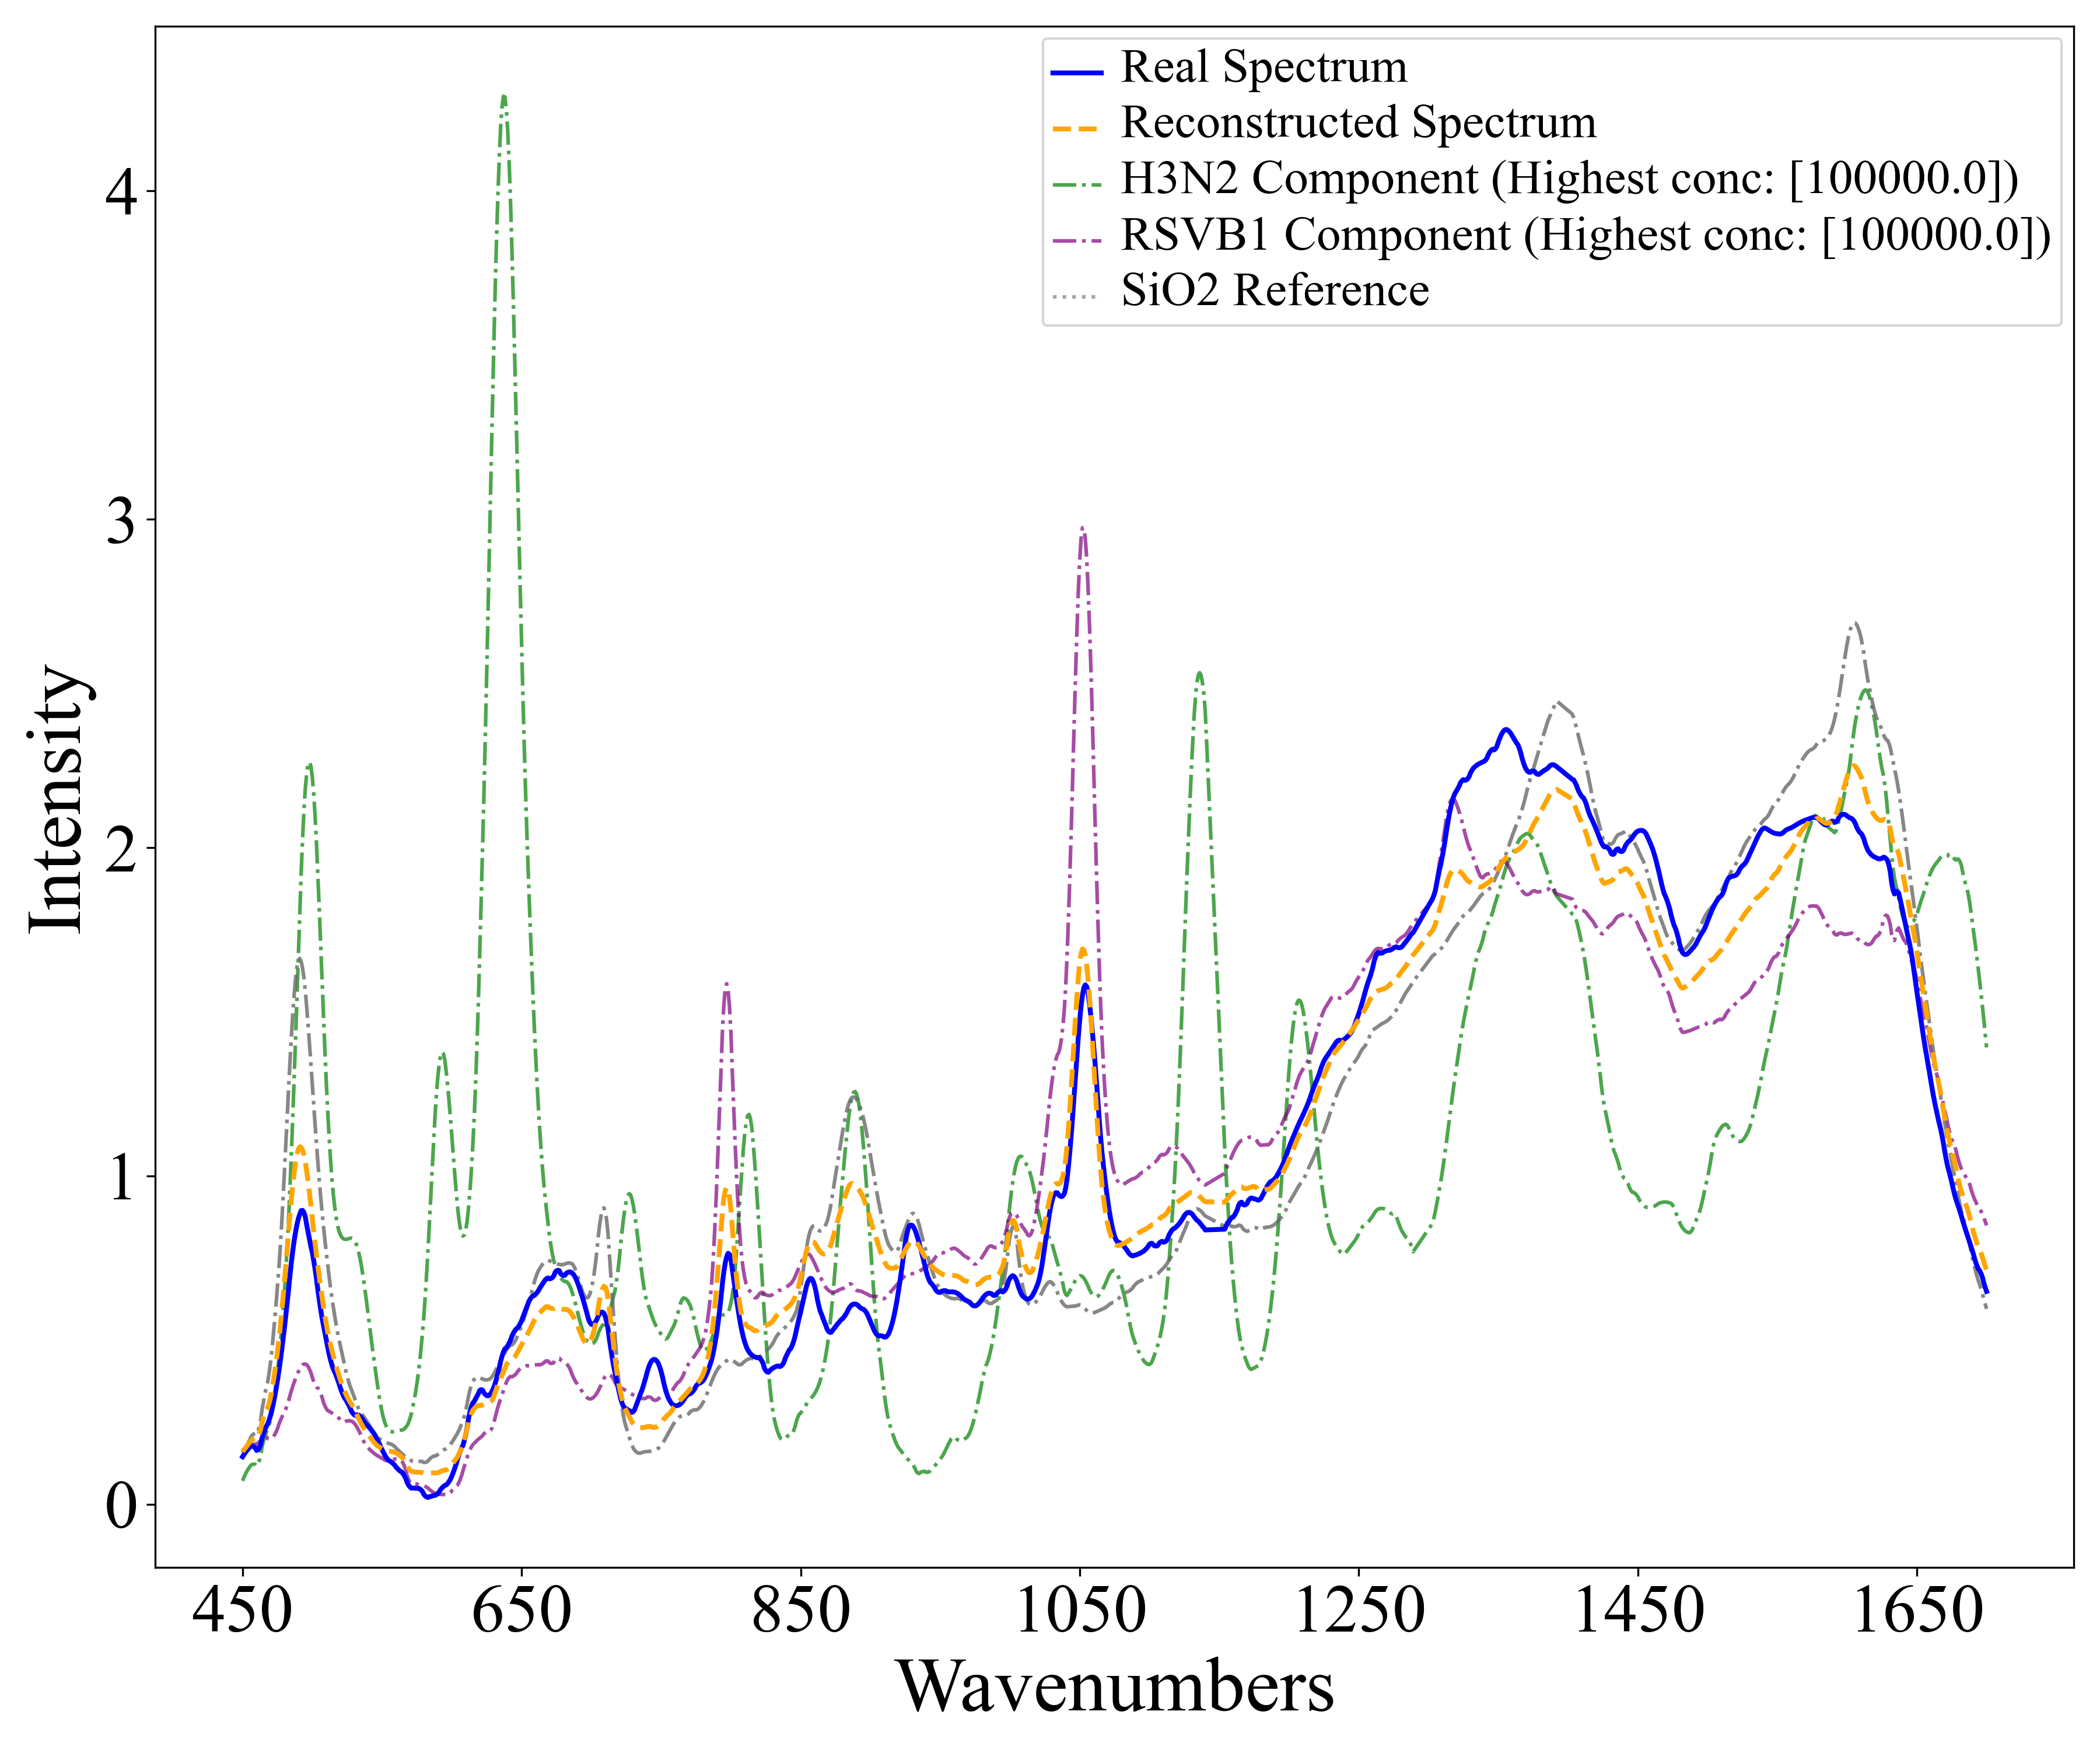 Real Spectrum
Reconstructed Spectrum
H3N2 Component (Highest conc: [100000.0])
RSVB1 Component (Highest conc: [100000.0])
SiO2 Reference
Intensity
4
3
2
1
0
450 650 850 1050 1250 1450 1650
Wavenumbers